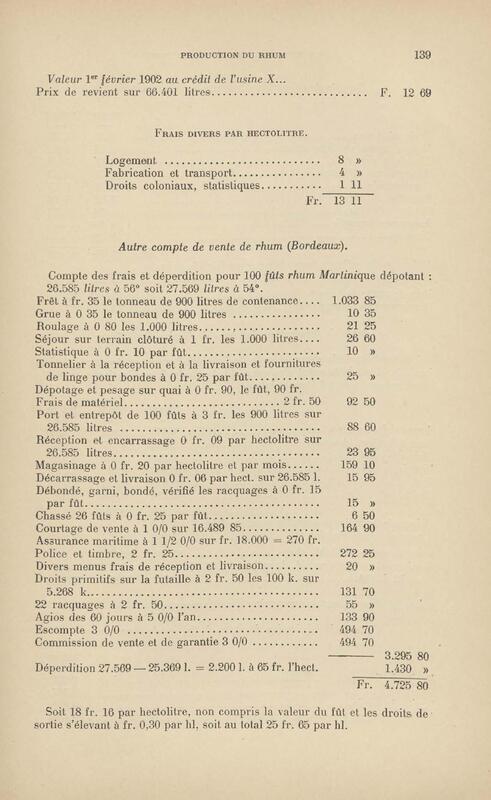 PRODUCTION DU RHUM 139
Valeur 1er février 1902 au crédit de l'usine X...
Prix de revient sur 66.401 litres............................ F. 12 69
FRAIS DIVERS PAR HECTOLITRE.
Logement ........................... 8 »
Fabrication et transport............... 4 »
Droits coloniaux, statistiques.......... 1 11
Fr. 13 11
Autre compte de vente de rhum (Bordeaux).
Compte des frais et déperdition pour 100 fûts rhum Martinique dépotant :
26.585 litres à 56° soit 27.569 litres à 54°.
Frêt à fr. 35 le tonneau de 900 litres de contenance.... 1.033 85
Grue à 0 35 le tonneau de 900 litres ............... 10 35
Roulage à 0 80 les 1.000 litres..................... 21 25
Séjour sur terrain clôturé à 1 fr. les 1.000 litres.... 26 60
Statistique à 0 fr. 10 par fût....................... 10 »
Tonnelier à la réception et à la livraison et fournitures
de linge pour bondes à 0 fr. 25 par fût............ 25 »
Dépotage et pesage sur quai à 0 fr. 90, le fût, 90 fr.
Frais de matériel........................... 2 fr. 50 92 50
Port et entrepôt de 100 fûts à 3 fr. les 900 litres sur
26.585 litres .................................. 88 60
Réception et encarrassage 0 fr. 09 par hectolitre sur
26.585 litres................................... 23 95
Magasinage à 0 fr. 20 par hectolitre et par mois...... 159 10
Décarrassage et livraison 0 fr. 06 par hect. sur 26.585 l. 15 95
Débondé, garni, bondé, vérifié les racquages à 0 fr. 15
par fût........................................ 15 »
Chassé 26 fûts à 0 fr. 25 par fût.................... 6 50
Courtage de vente à 1 0/0 sur 16.489 85............. 164 90
Assurance maritime à 1 1/2 0/0 sur fr. 18.000 = 270 fr.
Police et timbre, 2 fr. 25......................... 272 25
Divers menus frais de réception et livraison.......... 20 »
Droits primitifs sur la futaille à 2 fr. 50 les 100 k. sur
5.268 k........................................ 131 70
22 racquages à 2 fr. 50........................... 55 »
Agios des 60 jours à 5 0/0 l'an..................... 133 90
Escompte 3 0/0 ................................. 494 70
Commission de vente et de garantie 3 0/0 ............ 494 70
3.295 80
Déperdition 27.569 — 25.369 l. = 2.200 l. à 65 fr. l'hect. 1.430 »
Fr. 4.725 80
Soit 18 fr. 16 par hectolitre, non compris la valeur du fût et les droits de
sortie s'élevant à fr. 0,30 par hl, soit au total 25 fr. 65 par hl.